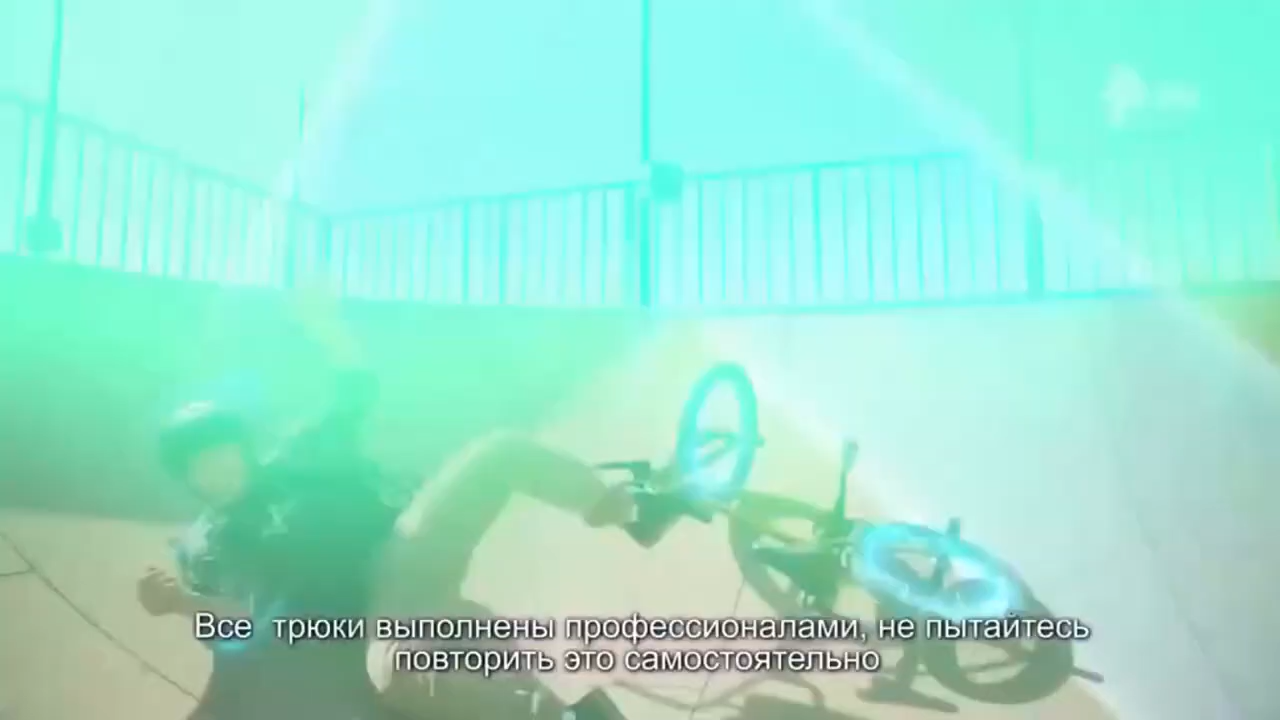 Все трюки выполнены профессионалами, не пытайтесь
повторить это самостоятельно